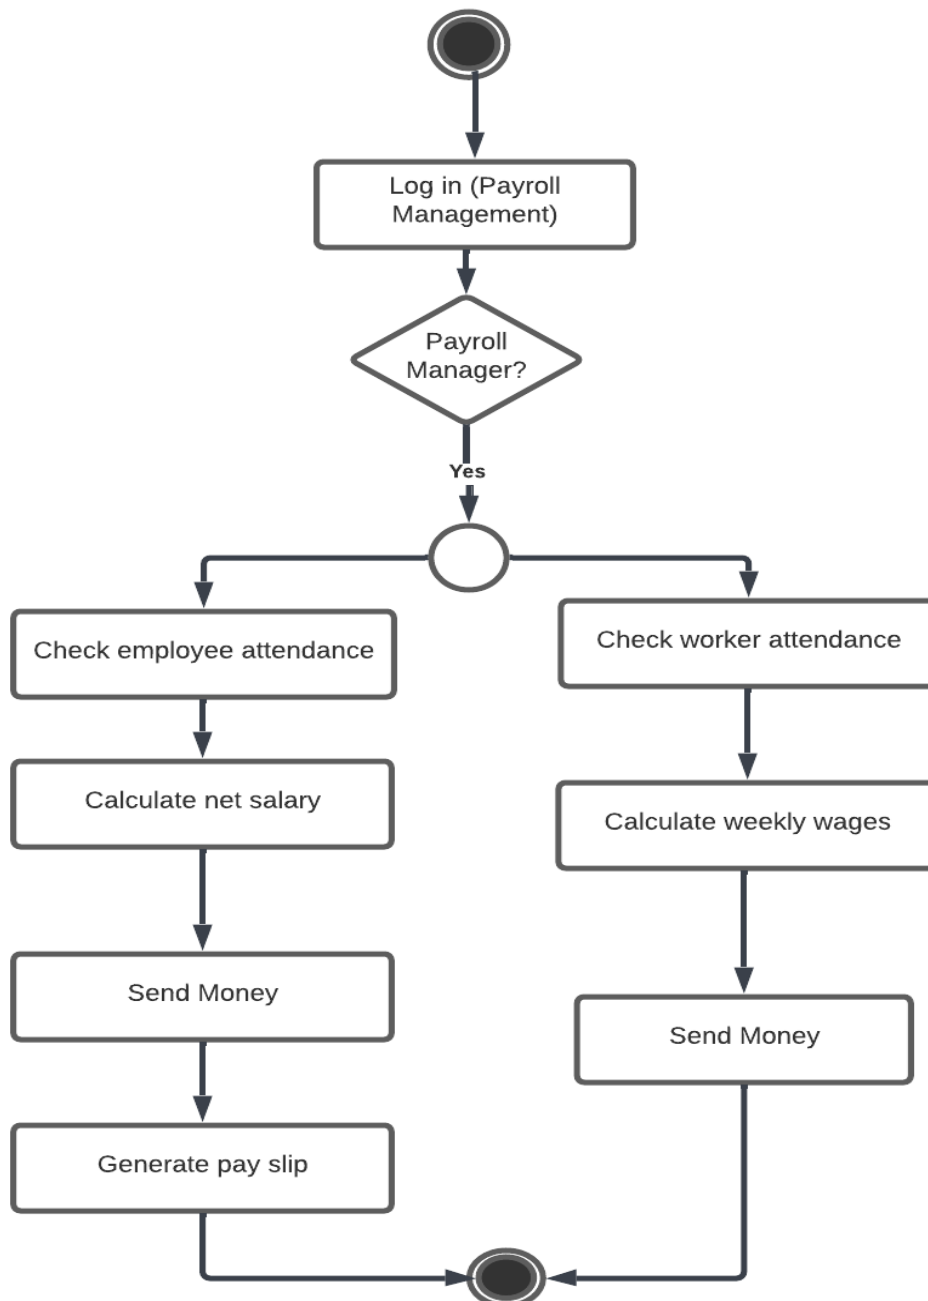 Log in (Payroll
Management)
Payroll
Manager?
Yes
Check employee attendance
Check worker attendance
Calculate net salary
Calculate weekly wages
Send Money
Send Money
Generate pay slip